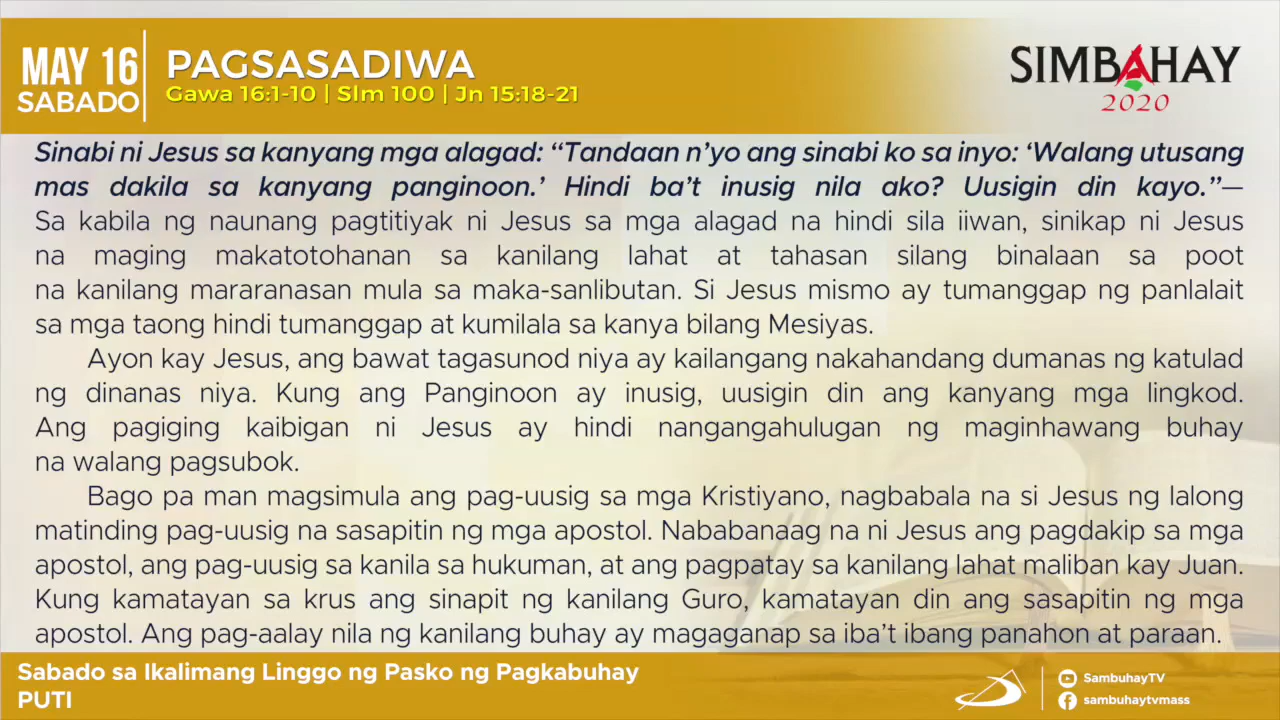 MAY 16
SABADO
PAGSASADIWA
Gawa 16:1-10 | Slm 100 | Jn 15:18-21
SIMBAHAY
2020
Sinabi ni Jesus sa kanyang mga alagad: “Tandaan n’yo ang sinabi ko sa inyo: ‘Walang utusang
mas dakila sa kanyang panginoon.’ Hindi ba’t inusig nila ako? Uusigin din kayo.”—
Sa kabila ng naunang pagtitiyak ni Jesus sa mga alagad na hindi sila iiwan, sinikap ni Jesus
na maging makatotohanan sa kanilang lahat at tahasan silang binalaan sa poot
na kanilang mararanasan mula sa maka-sanlibutan. Si Jesus mismo ay tumanggap ng panlalait
sa mga taong hindi tumanggap at kumilala sa kanya bilang Mesiyas.
Ayon kay Jesus, ang bawat tagasunod niya ay kailangang nakahandang dumanas ng katulad
ng dinanas niya. Kung ang Panginoon ay inusig, uusigin din ang kanyang mga lingkod.
Ang pagiging kaibigan ni Jesus ay hindi nangangahulugan ng maginhawang buhay
na walang pagsubok.
Bago pa man magsimula ang pag-uusig sa mga Kristiyano, nagbabala na si Jesus ng lalong
matinding pag-uusig na sasapitin ng mga apostol. Nababanaag na ni Jesus ang pagdakip sa mga
apostol, ang pag-uusig sa kanila sa hukuman, at ang pagpatay sa kanilang lahat maliban kay Juan.
Kung kamatayan sa krus ang sinapit ng kanilang Guro, kamatayan din ang sasapitin ng mga
apostol. Ang pag-aalay nila ng kanilang buhay ay magaganap sa iba’t ibang panahon at paraan.
Sabado sa Ikalimang Linggo ng Pasko ng Pagkabuhay
PUTI
SambuhayTV
sambuhaytvmass